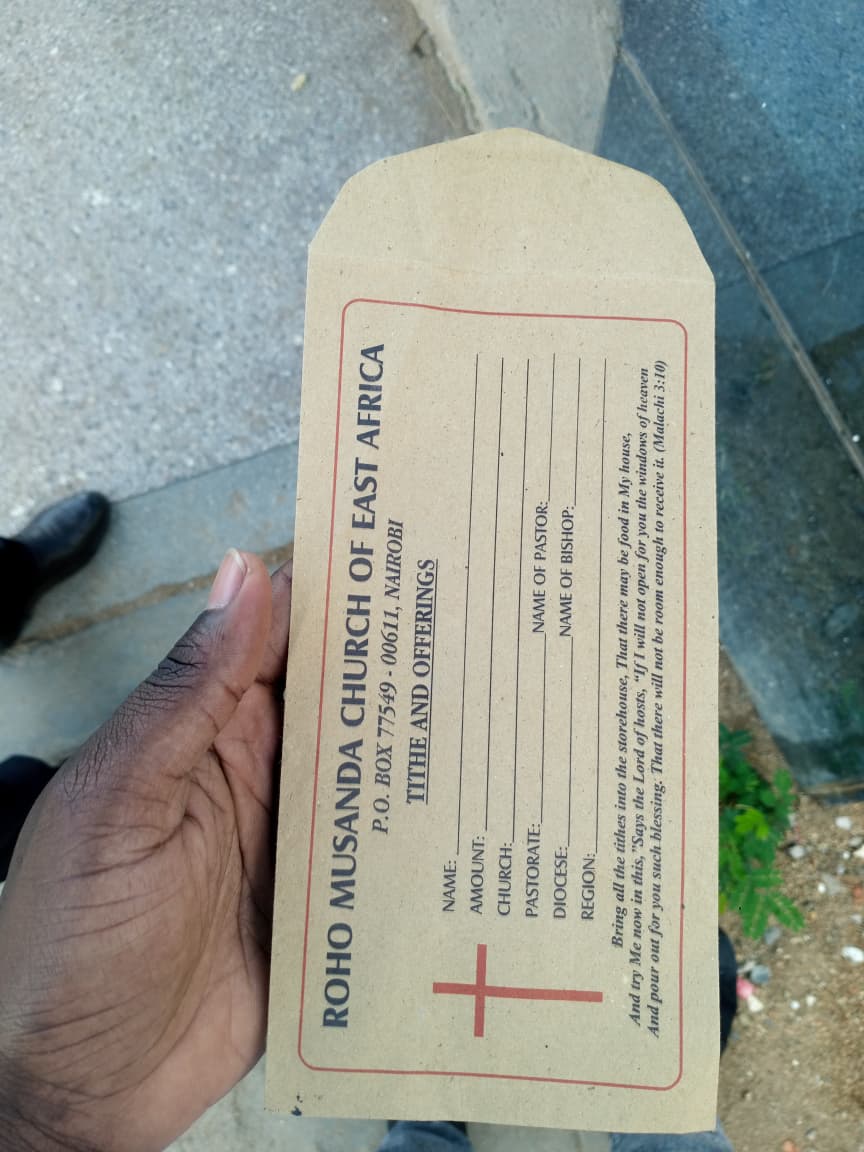 ROHO MUSANDA CHURCH OF EAST AFRICA
P.O. BOX 77549 - 00611, NAIROBI
TITHE AND OFFERINGS
NAME:
AMOUNT:
CHURCH:
PASTORATE: NAME OF PASTOR:
DIOCESE: NAME OF BISHOP:
REGION:
Bring all the tithes into the storehouse, That there may be food in My house,
And try Me now in this,"Says the Lord of hosts, "If I will not open for you the windows of heaven
And pour out for you such blessing. That there will not be room enough to receive it. (Malachi 3:10)